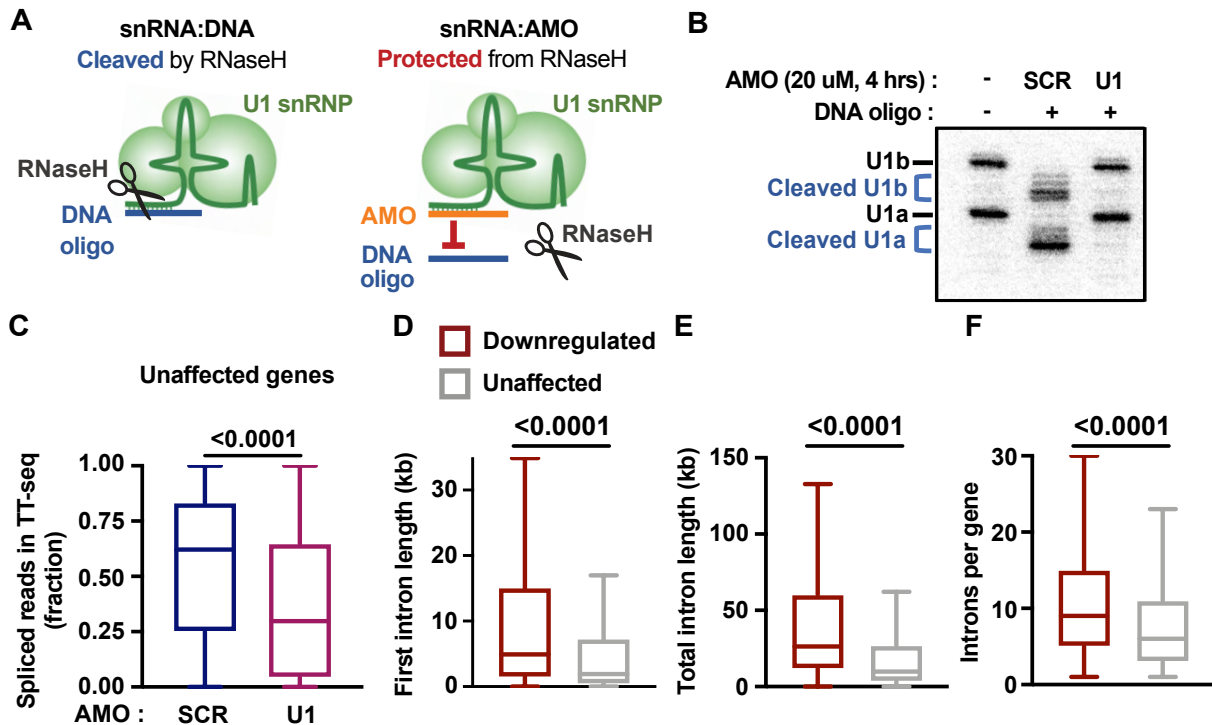 A
snRNA:DNA
Cleaved by RNaseH
U1 snRNP
RNaseH
DNA
oligo
snRNA:AMO
Protected from RNaseH
U1 snRNP
AMO
RNaseH
DNA
oligo
B
AMO (20 uM, 4 hrs) : - SCR U1
DNA oligo : - + +
U1b
Cleaved U1b
U1a
Cleaved U1a
C
Unaffected genes
<0.0001
Spliced reads in TT-seq
(fraction)
1.00
0.75
0.50
0.25
0.00
AMO : SCR U1
D
Downregulated
Unaffected
<0.0001
First intron length (kb)
30
20
10
0
E
<0.0001
Total intron length (kb)
150
100
50
0
F
<0.0001
Introns per gene
30
20
10
0